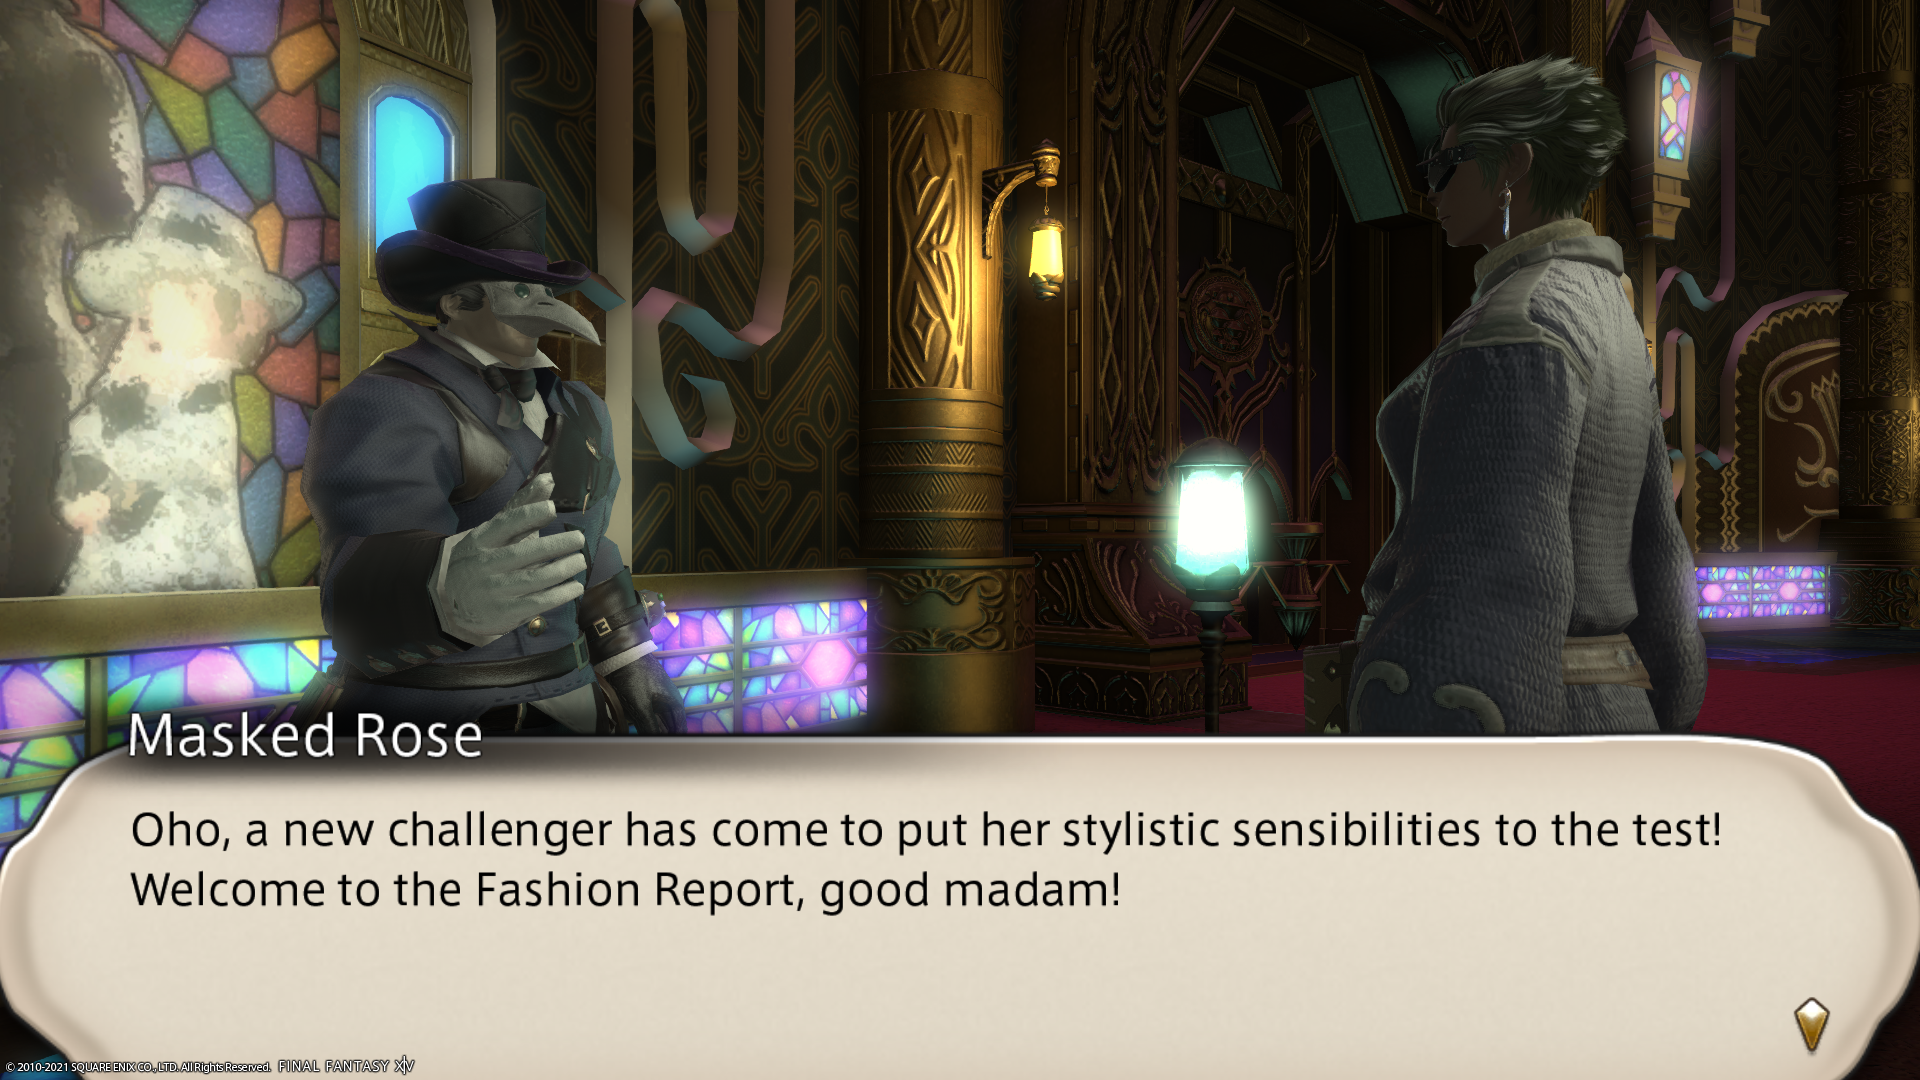 Masked Rose
Oho, a new challenger has come to put her stylistic sensibilities to the test!
Welcome to the Fashion Report, good madam!
© 2010-2021 SQUARE ENIX CO., LTD. All Rights Reserved. FINAL FANTASY XIV